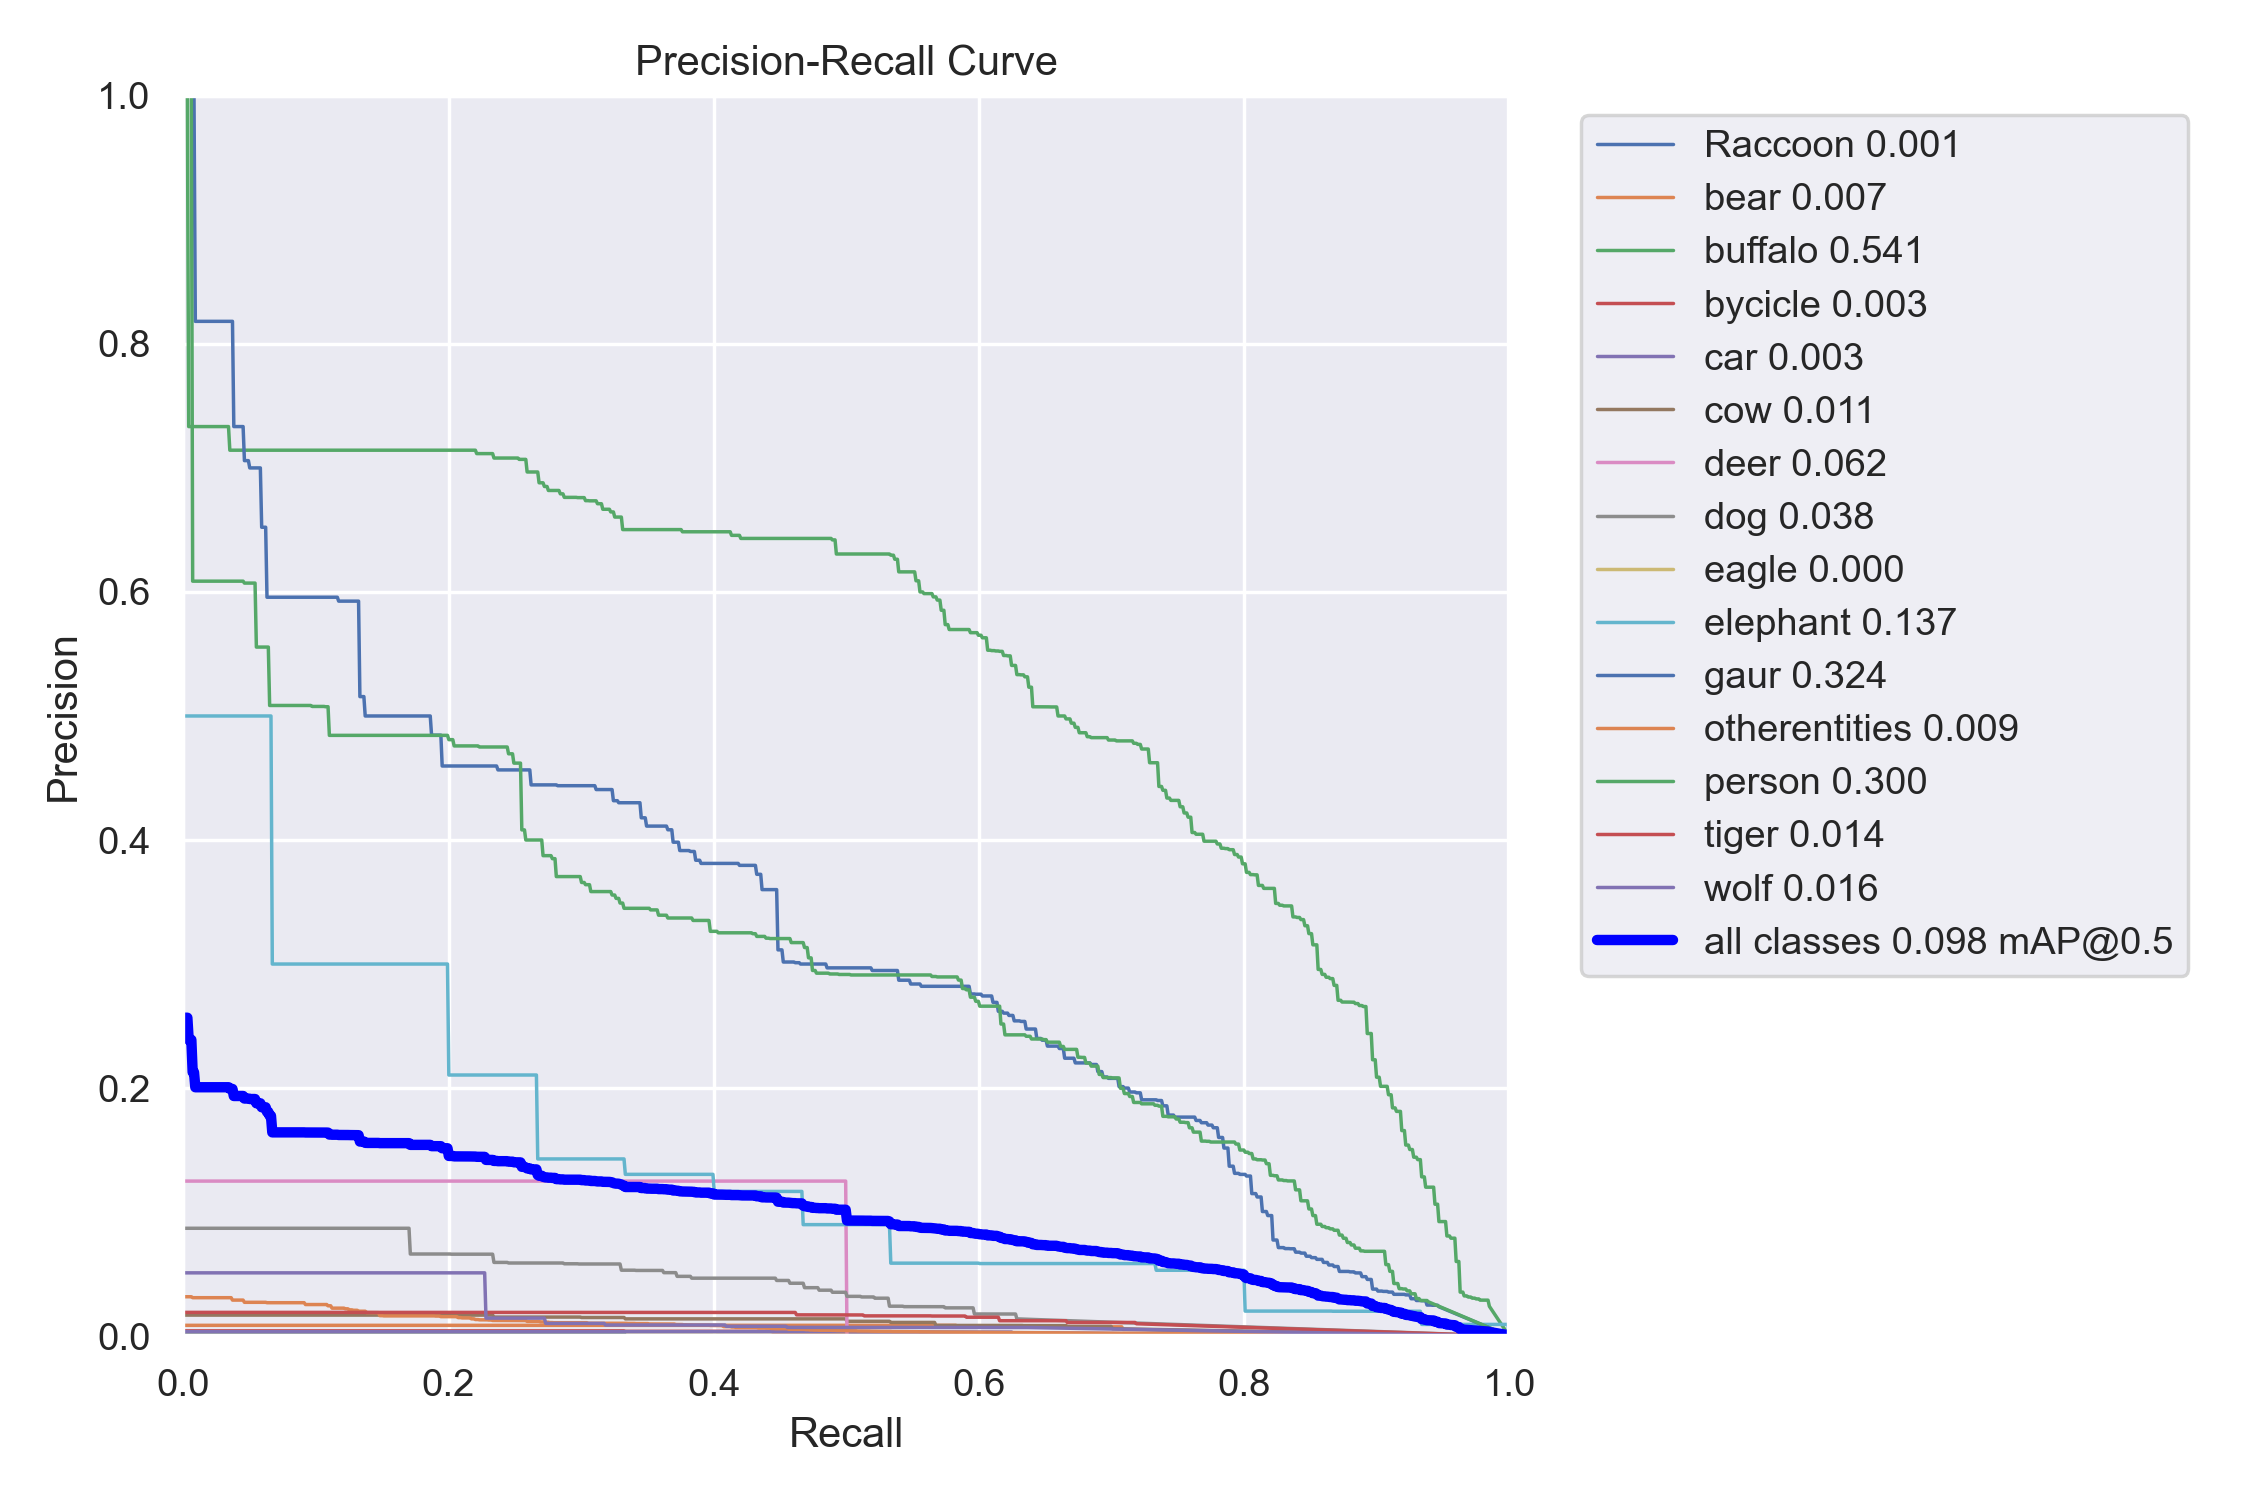 Precision-Recall Curve
1.0
0.8
0.6
0.4
0.2
0.0
Precision
0.0 0.2 0.4 0.6 0.8 1.0
Recall
Raccoon 0.001
bear 0.007
buffalo 0.541
bycicle 0.003
car 0.003
cow 0.011
deer 0.062
dog 0.038
eagle 0.000
elephant 0.137
gaur 0.324
otherentities 0.009
person 0.300
tiger 0.014
wolf 0.016
all classes 0.098 mAP@0.5